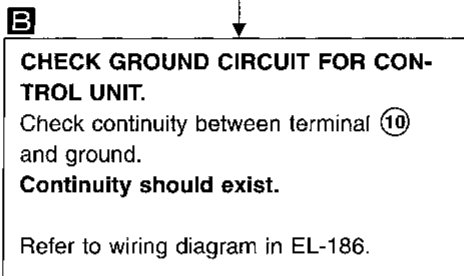 B
CHECK GROUND CIRCUIT FOR CON-
TROL UNIT.
Check continuity between terminal ⑩
and ground.
Continuity should exist.
Refer to wiring diagram in EL-186.